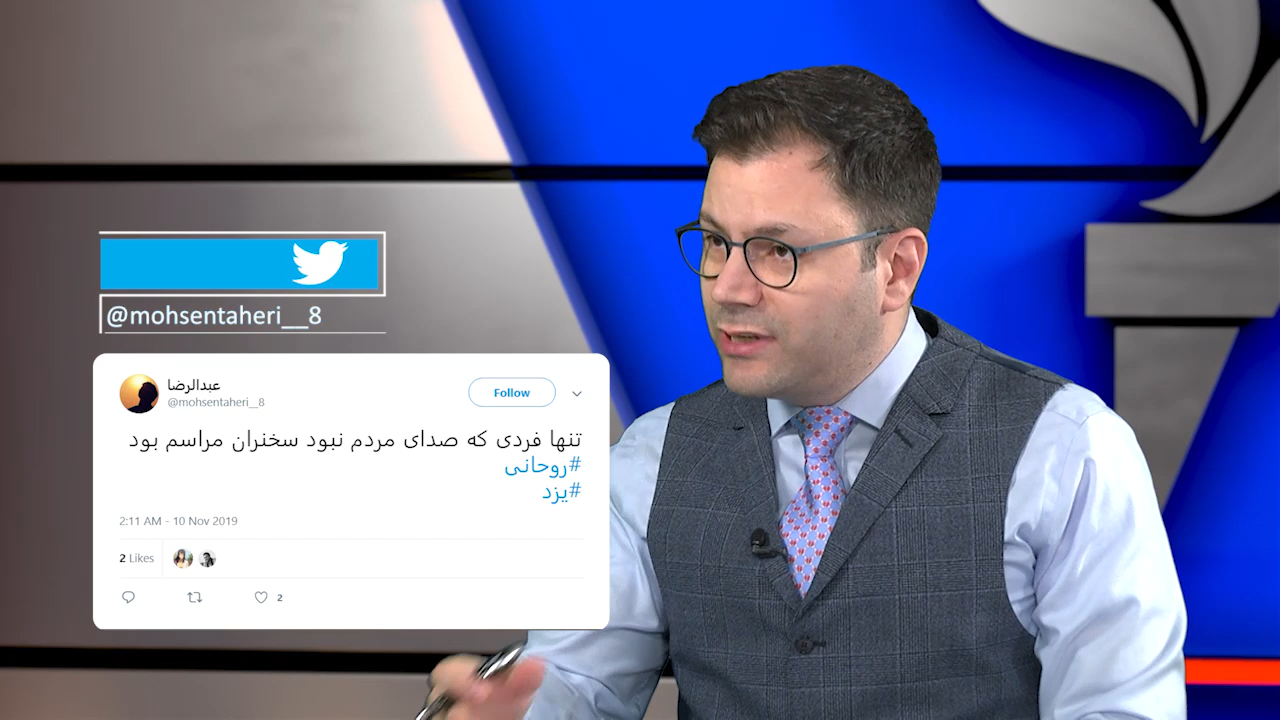 @mohsentaheri__8
عبدالرضا
@mohsentaheri__8
Follow
تنها فردی که صدای مردم نبود سخنران مراسم بود
#روحانی
#یزد
2:11 AM - 10 Nov 2019
2 Likes
2